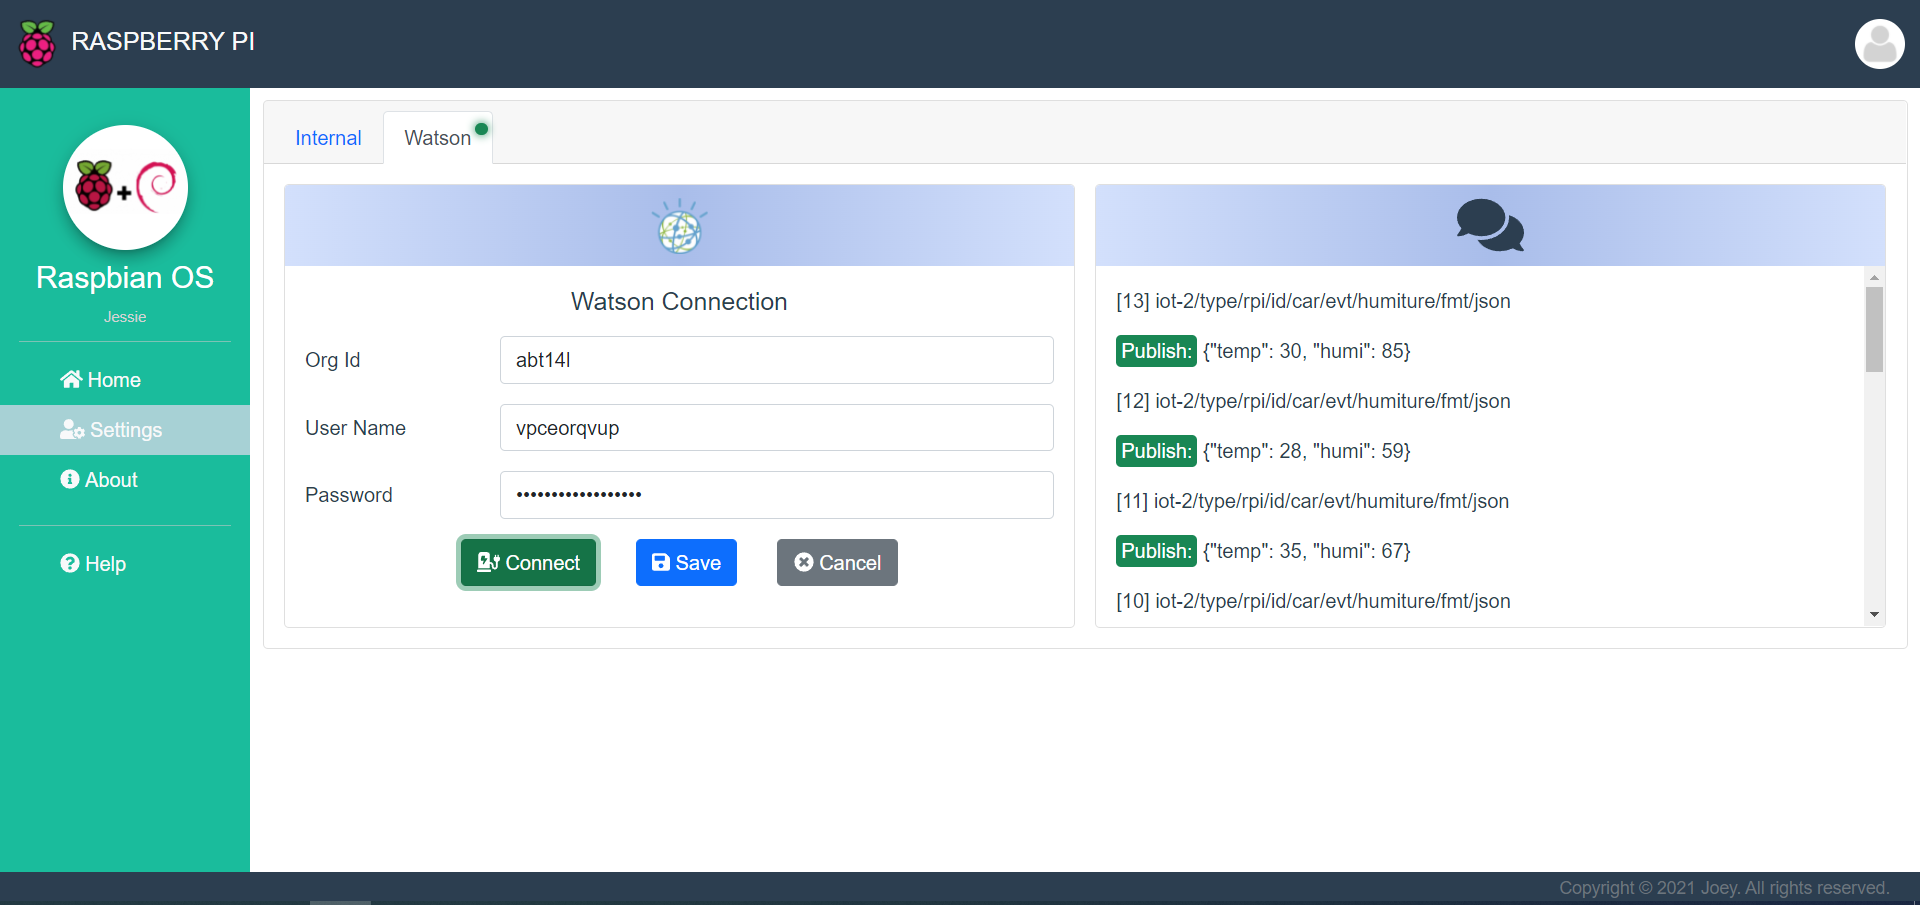 RASPBERRY PI
Raspbian OS
Jessie
Home
Settings
About
Help
Internal
Watson
Watson Connection
Org Id
abt14l
User Name
vpceorqvup
Password
••••••••••••••••••
Connect
Save
Cancel
[13] iot-2/type/rpi/id/car/evt/humiture/fmt/json
Publish: {"temp": 30, "humi": 85}
[12] iot-2/type/rpi/id/car/evt/humiture/fmt/json
Publish: {"temp": 28, "humi": 59}
[11] iot-2/type/rpi/id/car/evt/humiture/fmt/json
Publish: {"temp": 35, "humi": 67}
[10] iot-2/type/rpi/id/car/evt/humiture/fmt/json
Copyright © 2021 Joey. All rights reserved.